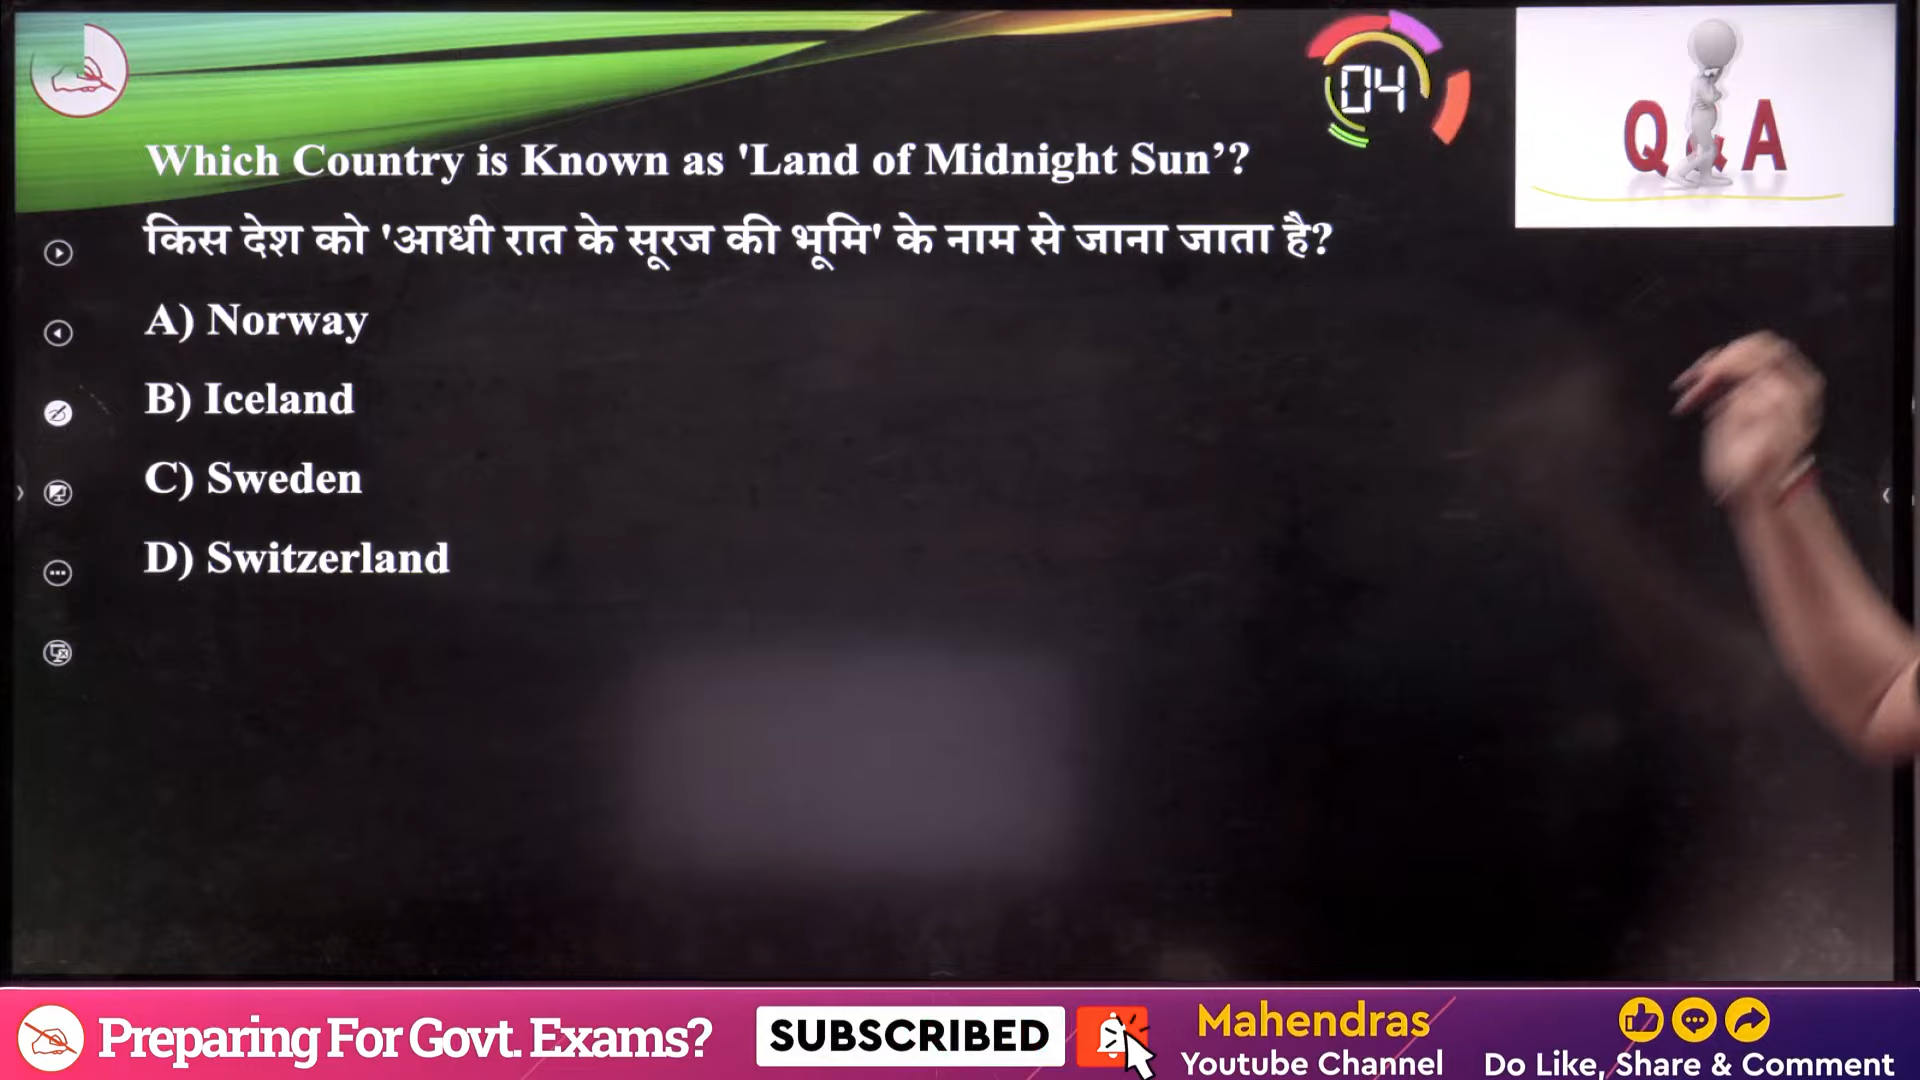 04
Q & A
Which Country is Known as 'Land of Midnight Sun’?
किस देश को 'आधी रात के सूरज की भूमि' के नाम से जाना जाता है?
A) Norway
B) Iceland
C) Sweden
D) Switzerland
Preparing For Govt. Exams?
SUBSCRIBED
Mahendras
Youtube Channel
Do Like, Share & Comment